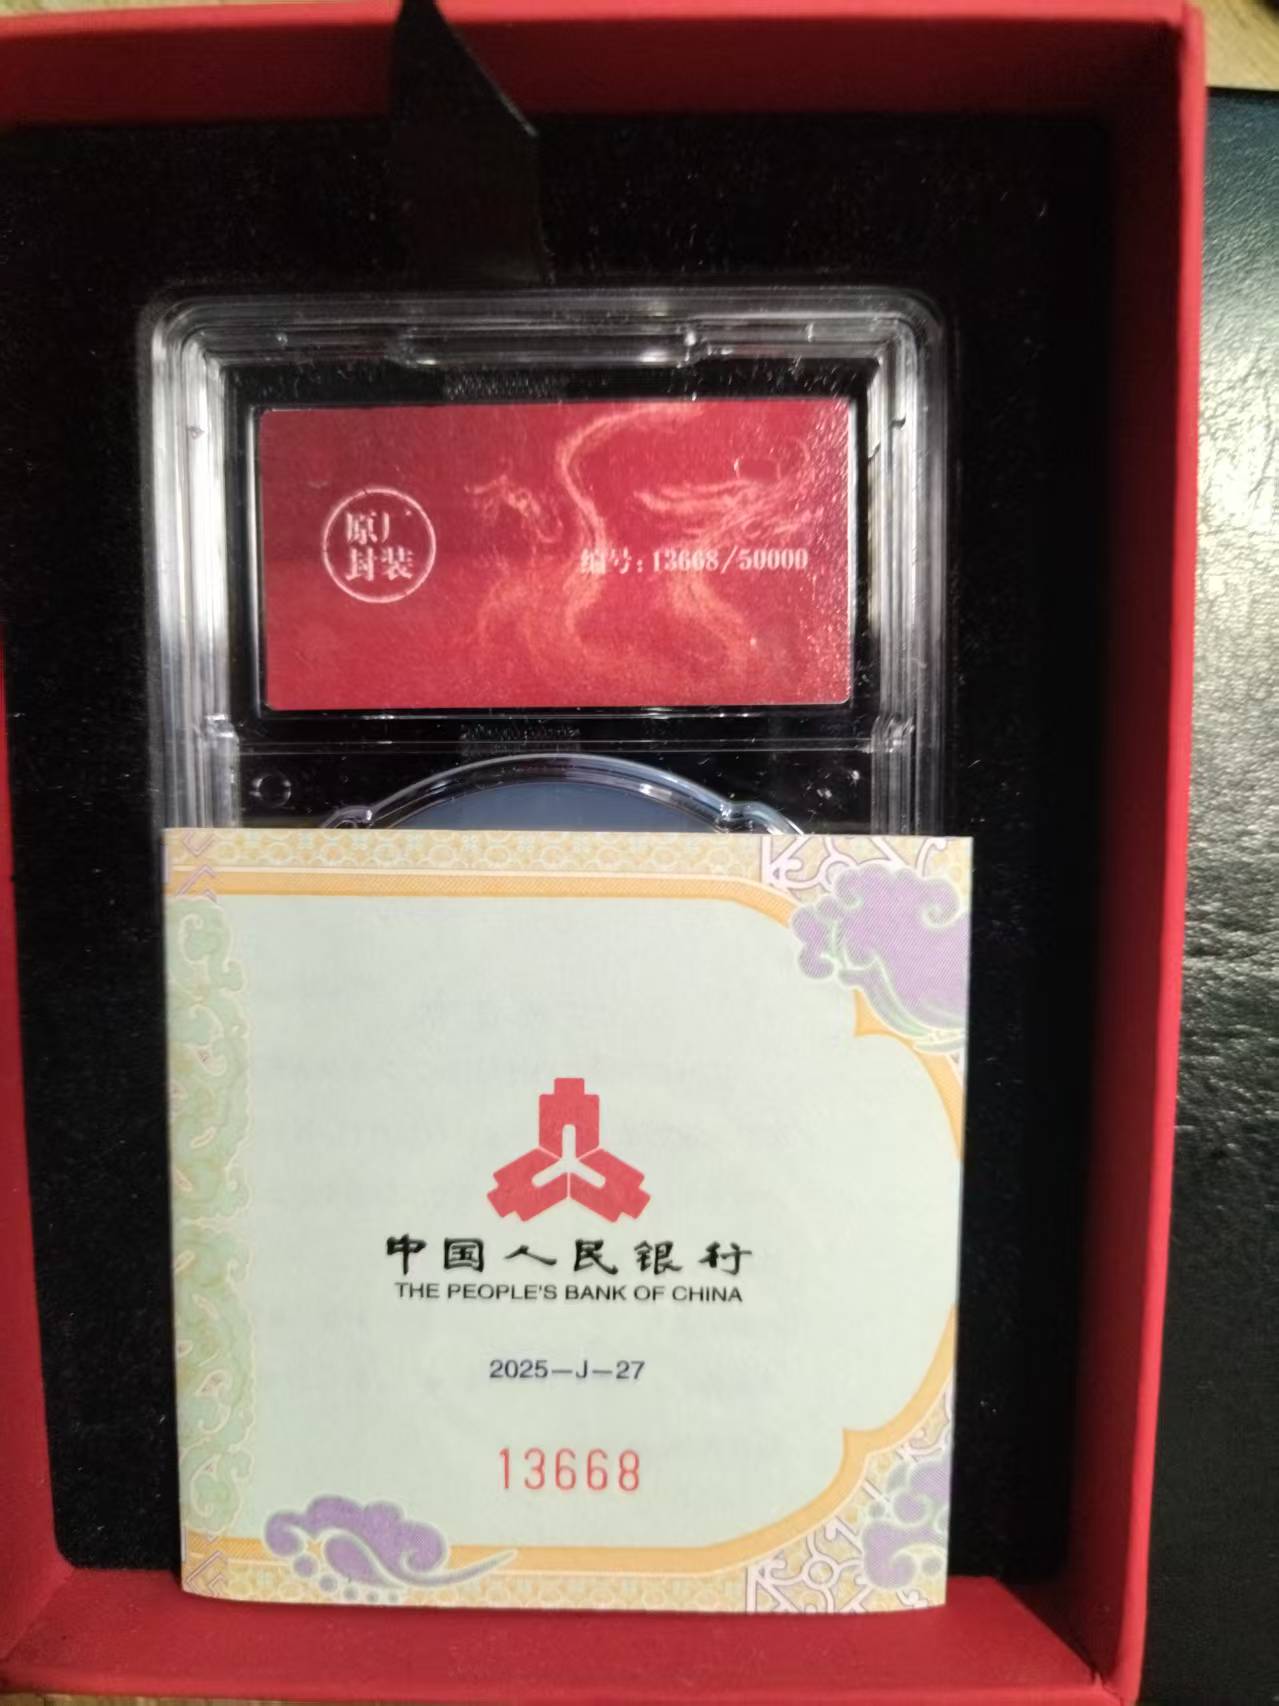 原厂
封装
编号:13668/50000
中国人民银行
THE PEOPLE'S BANK OF CHINA
2025—J—27
13668